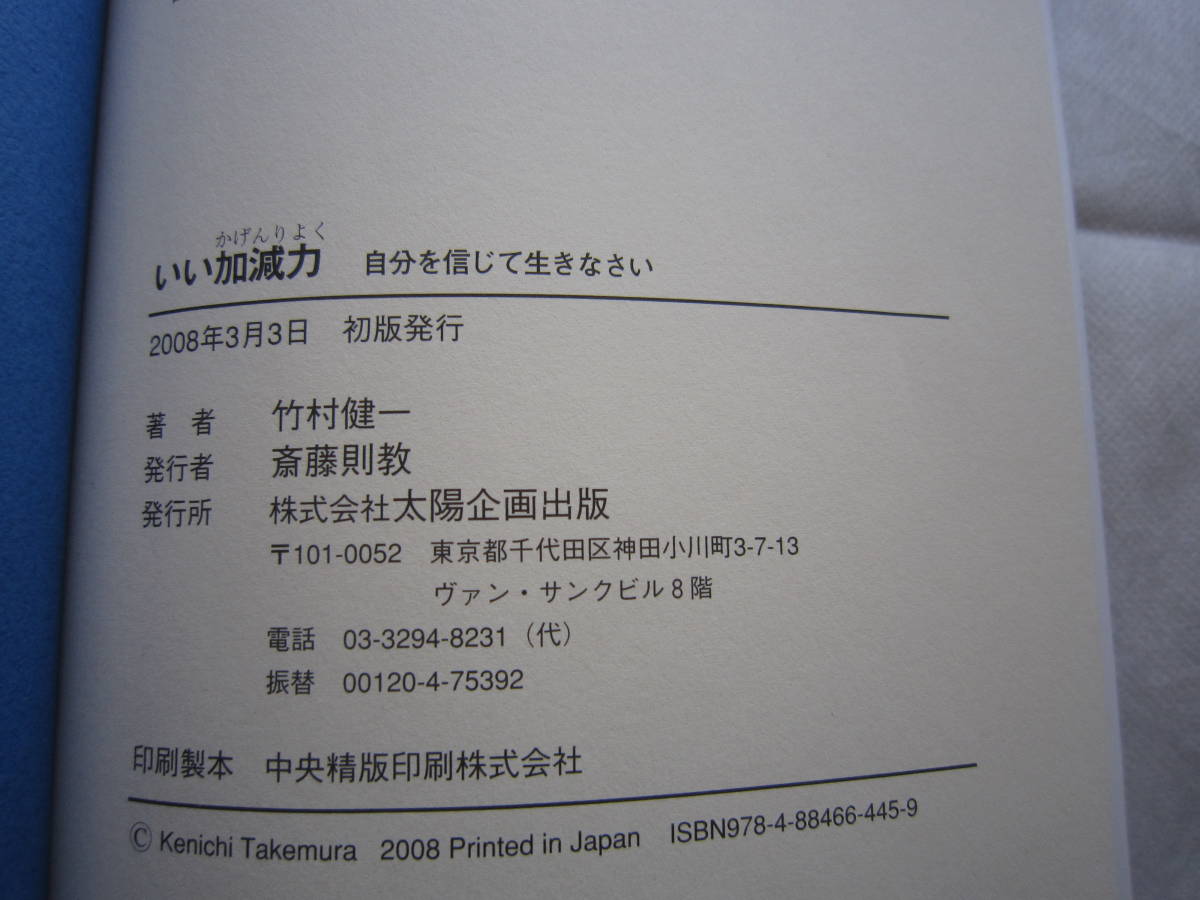 かげんりよく
いい加減力　自分を信じて生きなさい
2008年3月3日　初版発行
著　者　竹村健一
発行者　斎藤則教
発行所　株式会社太陽企画出版
〒101-0052　東京都千代田区神田小川町3-7-13
ヴァン・サンクビル8階
電話　03-3294-8231（代）
振替　00120-4-75392
印刷製本　中央精版印刷株式会社
Ⓒ Kenichi Takemura　2008 Printed in Japan　ISBN978-4-88466-445-9